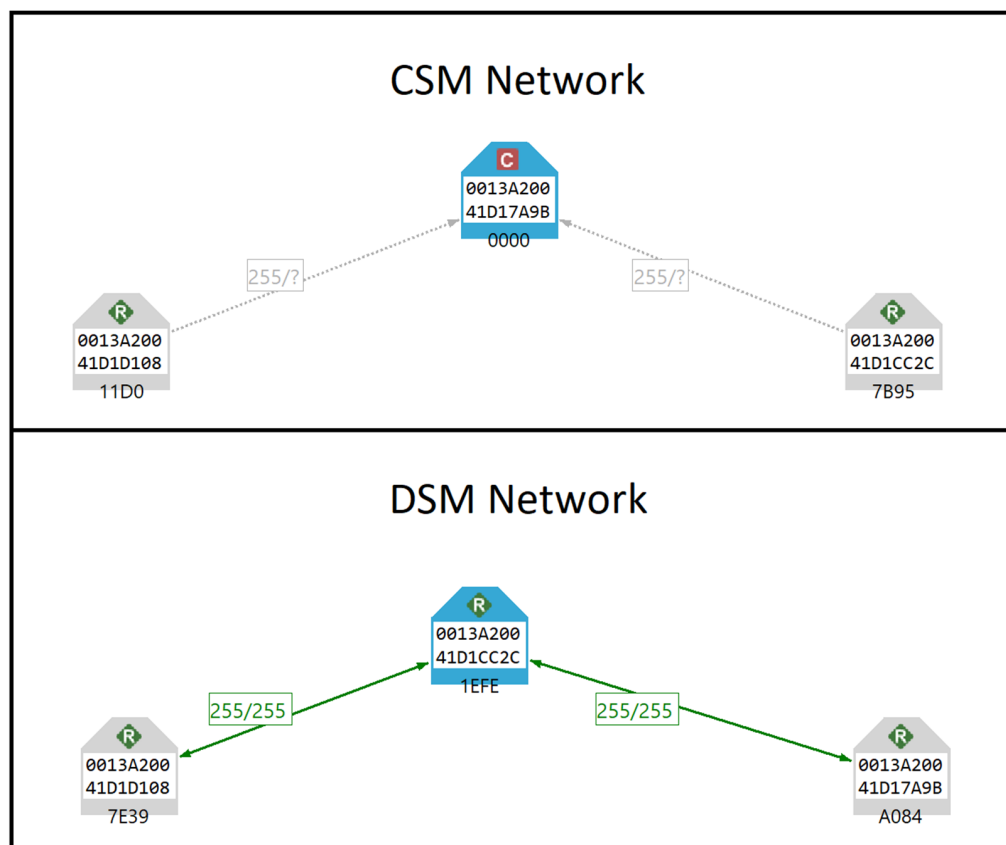 CSM Network
C
0013A200
41D17A9B
0000
255/?
255/?
R
0013A200
41D1D108
11D0
R
0013A200
41D1CC2C
7B95
DSM Network
R
0013A200
41D1CC2C
1EFE
255/255
255/255
R
0013A200
41D1D108
7E39
R
0013A200
41D17A9B
A084